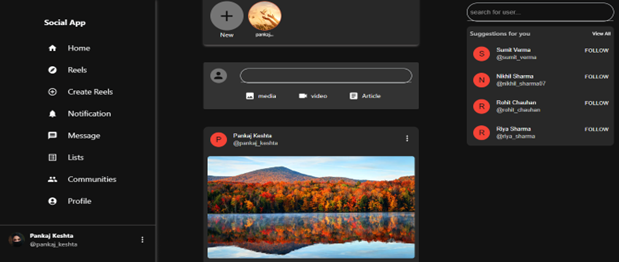 Social App
Home
Reels
Create Reels
Notification
Message
Lists
Communities
Profile
Pankaj Keshta
@pankaj_keshta
New
pankaj...
media
video
Article
P
Pankaj Keshta
@pankaj_keshta
search for user...
Suggestions for you
View All
S
Sumil Verma
@sumil_verma
FOLLOW
N
Nikhil Sharma
@nikhil_sharma07
FOLLOW
R
Rohit Chauhan
@rohit_chauhan
FOLLOW
R
Riya Sharma
@riya_sharma
FOLLOW